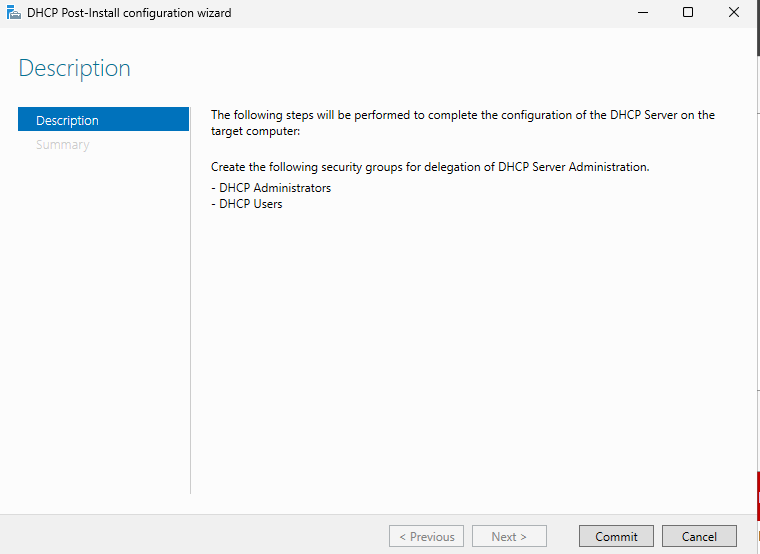 DHCP Post-Install configuration wizard
Description
Description
Summary
The following steps will be performed to complete the configuration of the DHCP Server on the
target computer:
Create the following security groups for delegation of DHCP Server Administration.
- DHCP Administrators
- DHCP Users
< Previous
Next >
Commit
Cancel